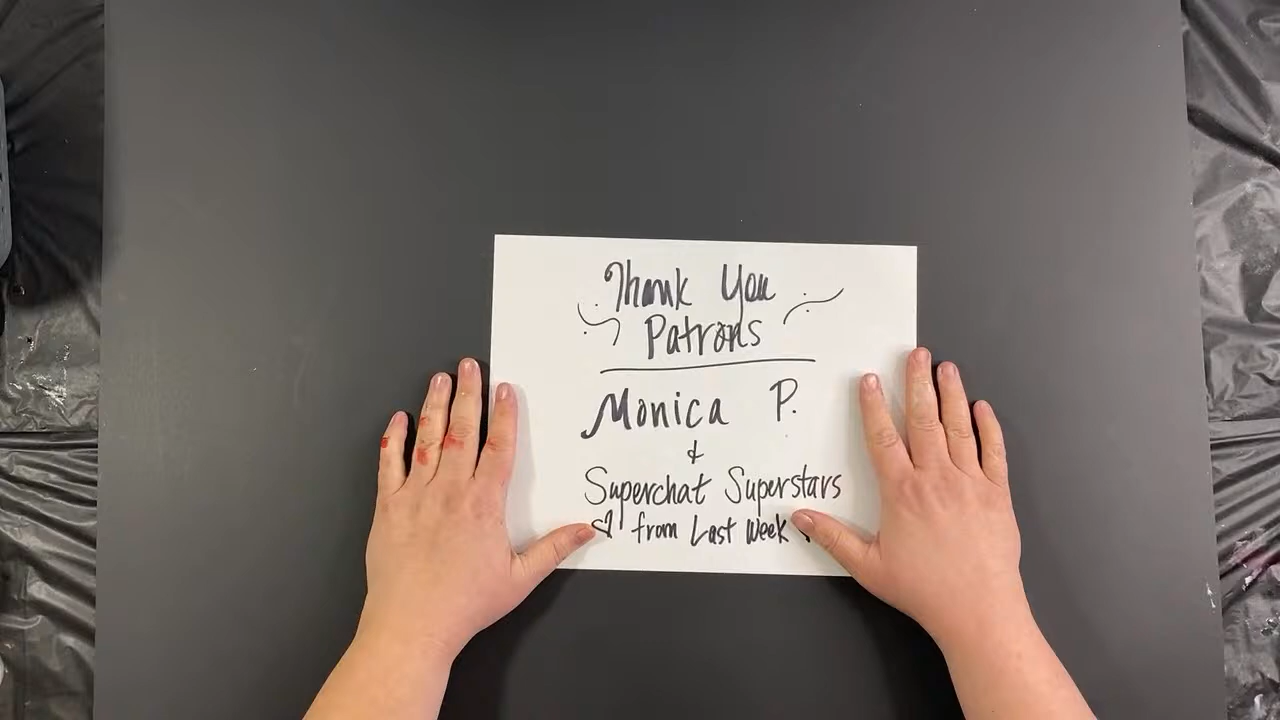 Thank You
Patrons
Monica P.
&
Superchat Superstars
from Last Week